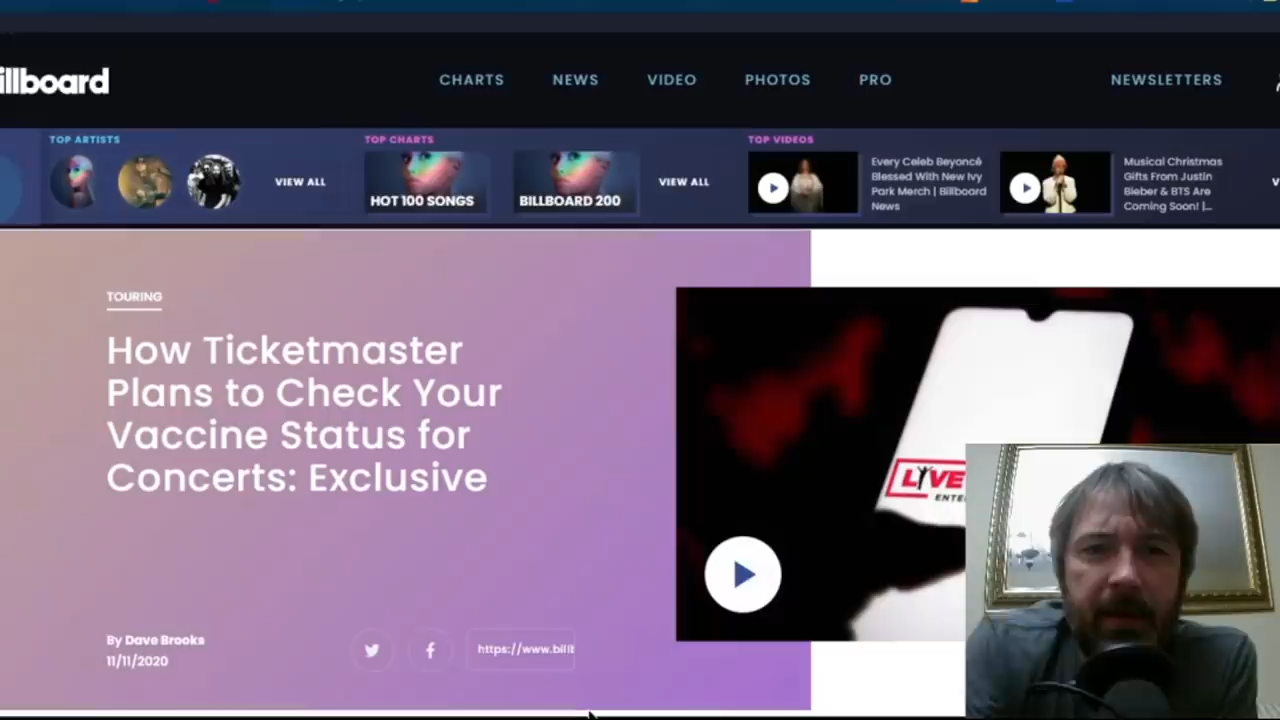 illboard
CHARTS NEWS VIDEO PHOTOS PRO NEWSLETTERS
TOP ARTISTS
VIEW ALL
TOP CHARTS
HOT 100 SONGS
BILLBOARD 200
VIEW ALL
TOP VIDEOS
Every Celeb Beyoncé
Blessed With New Ivy
Park Merch | Billboard
News
Musical Christmas
Gifts From Justin
Bieber & BTS Are
Coming Soon! |...
V
TOURING
How Ticketmaster
Plans to Check Your
Vaccine Status for
Concerts: Exclusive
LIVE
ENTE
By Dave Brooks
11/11/2020
https://www.billb